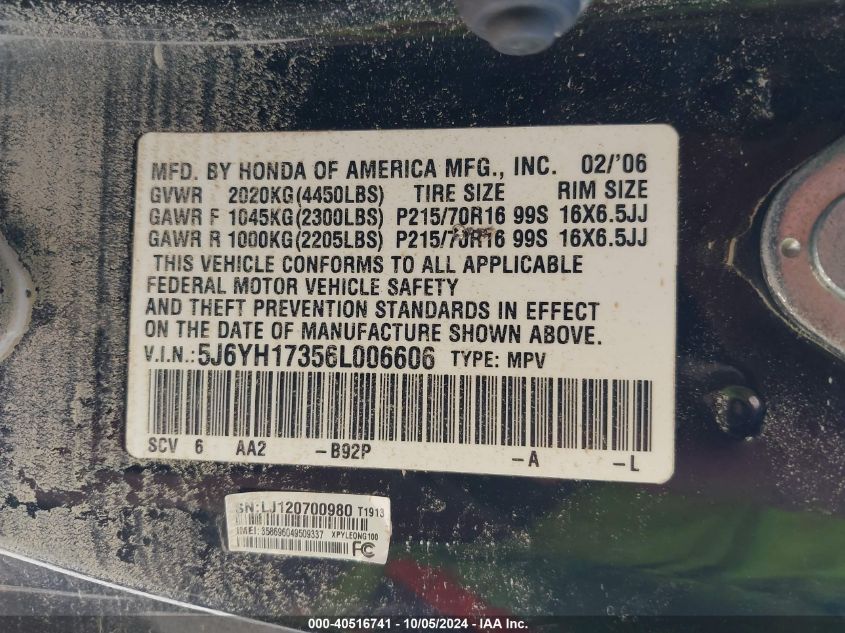 MFD. BY HONDA OF AMERICA MFG., INC. 02/'06
GVWR 2020KG(4450LBS) TIRE SIZE RIM SIZE
GAWR F 1045KG(2300LBS) P215/70R16 99S 16X6.5JJ
GAWR R 1000KG(2205LBS) P215/70R16 99S 16X6.5JJ
THIS VEHICLE CONFORMS TO ALL APPLICABLE
FEDERAL MOTOR VEHICLE SAFETY
AND THEFT PREVENTION STANDARDS IN EFFECT
ON THE DATE OF MANUFACTURE SHOWN ABOVE.
V.I.N.: 5J6YH17356L006606 TYPE: MPV
SCV 6 AA2 -B92P -A -L
SN:LJ120700980 T1913
IMEI: 358696049509337 XPYLEONG100
FC
000-40516741 - 10/05/2024 - IAA Inc.